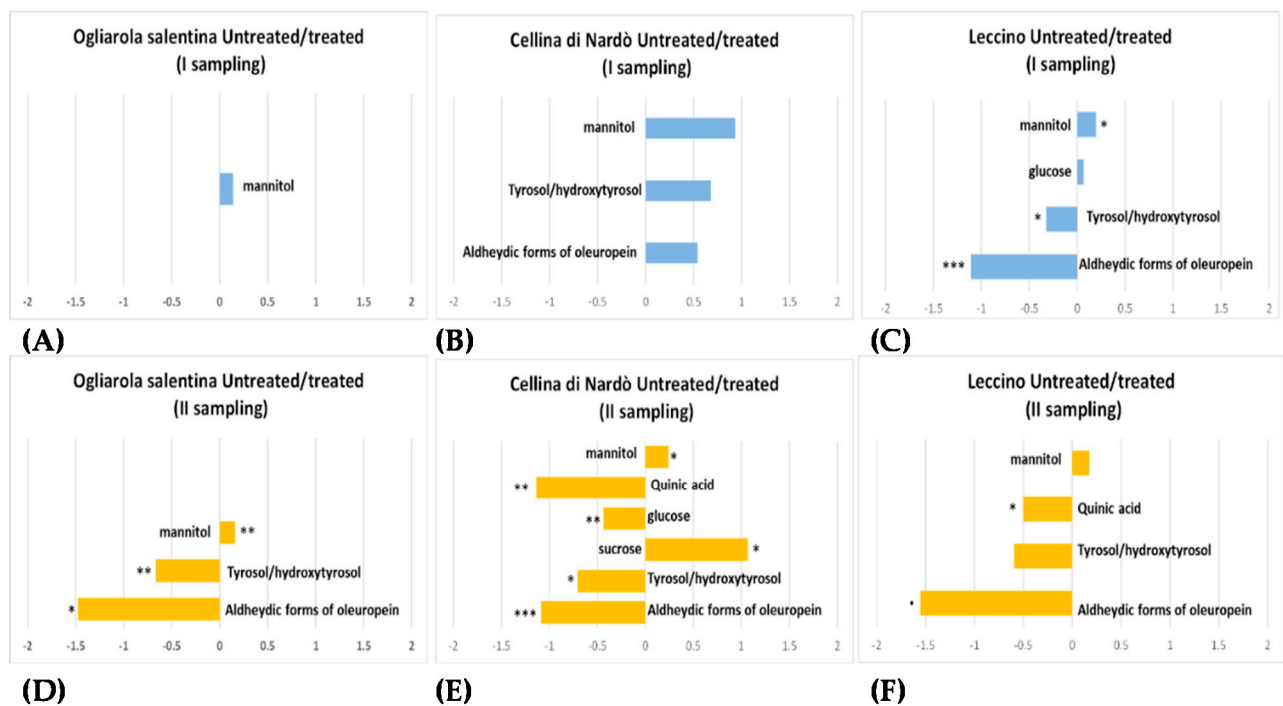 Ogliarola salentina Untreated/treated
(I sampling)
mannitol
-2 -1.5 -1 -0.5 0 0.5 1 1.5 2
(A)
Cellina di Nardò Untreated/treated
(I sampling)
mannitol
Tyrosol/hydroxytyrosol
Aldheydic forms of oleuropein
-2 -1.5 -1 -0.5 0 0.5 1 1.5 2
(B)
Leccino Untreated/treated
(I sampling)
mannitol *
glucose
* Tyrosol/hydroxytyrosol
*** Aldheydic forms of oleuropein
-2 -1.5 -1 -0.5 0 0.5 1 1.5 2
(C)
Ogliarola salentina Untreated/treated
(II sampling)
mannitol **
** Tyrosol/hydroxytyrosol
* Aldheydic forms of oleuropein
-2 -1.5 -1 -0.5 0 0.5 1 1.5 2
(D)
Cellina di Nardò Untreated/treated
(II sampling)
mannitol *
** Quinic acid
** glucose
sucrose *
* Tyrosol/hydroxytyrosol
*** Aldheydic forms of oleuropein
-2 -1.5 -1 -0.5 0 0.5 1 1.5 2
(E)
Leccino Untreated/treated
(II sampling)
mannitol
* Quinic acid
Tyrosol/hydroxytyrosol
* Aldheydic forms of oleuropein
-2 -1.5 -1 -0.5 0 0.5 1 1.5 2
(F)